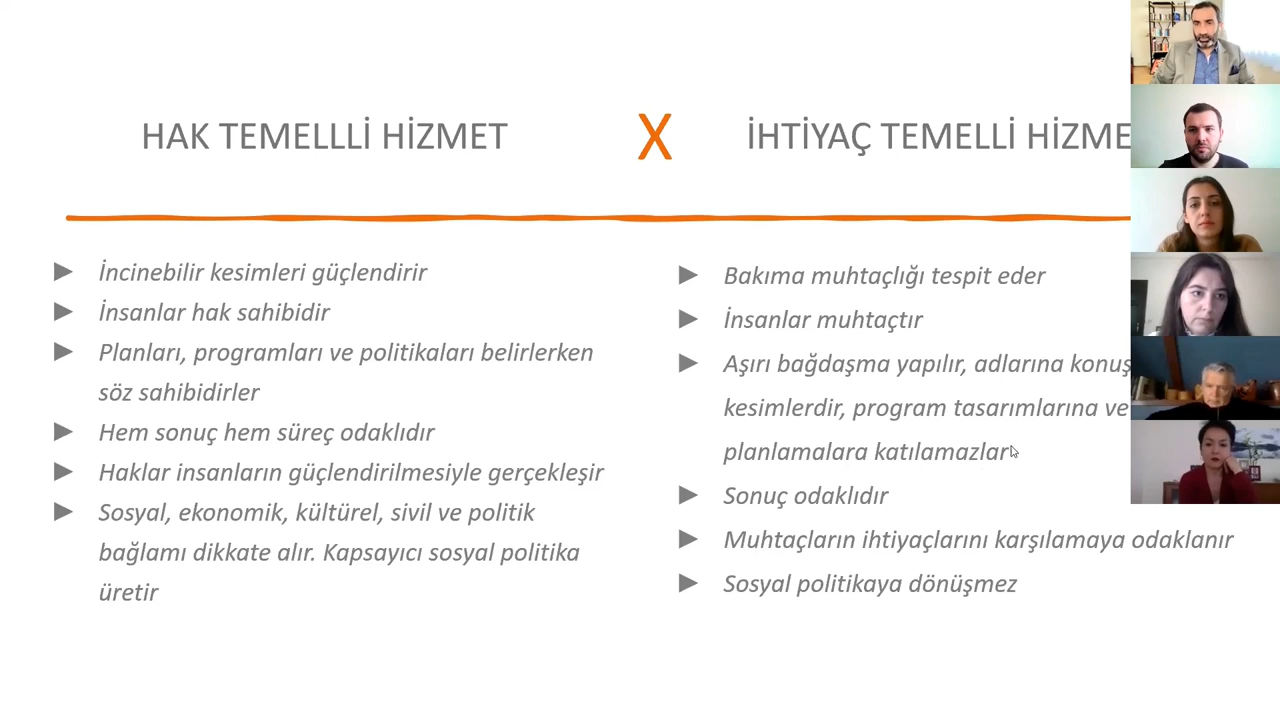 HAK TEMELLLİ HİZMET
X
İHTİYAÇ TEMELLİ
İncinebilir kesimleri güçlendirir
İnsanlar hak sahibidir
Planları, programları ve politikaları belirlerken
söz sahibidirler
Hem sonuç hem süreç odaklıdır
Haklar insanların güçlendirilmesiyle gerçekleşir
Sosyal, ekonomik, kültürel, sivil ve politik
bağlamı dikkate alır. Kapsayıcı sosyal politika
üretir
Bakıma muhtaçlığı tespit eder
İnsanlar muhtaçtır
Aşırı bağdaşma yapılır, adlarına
kesimlerdir, program tasarımlarına ve
planlamalara katılamazlar
Sonuç odaklıdır
Muhtaçların ihtiyaçlarını karşılamaya odaklanır
Sosyal politikaya dönüşmez